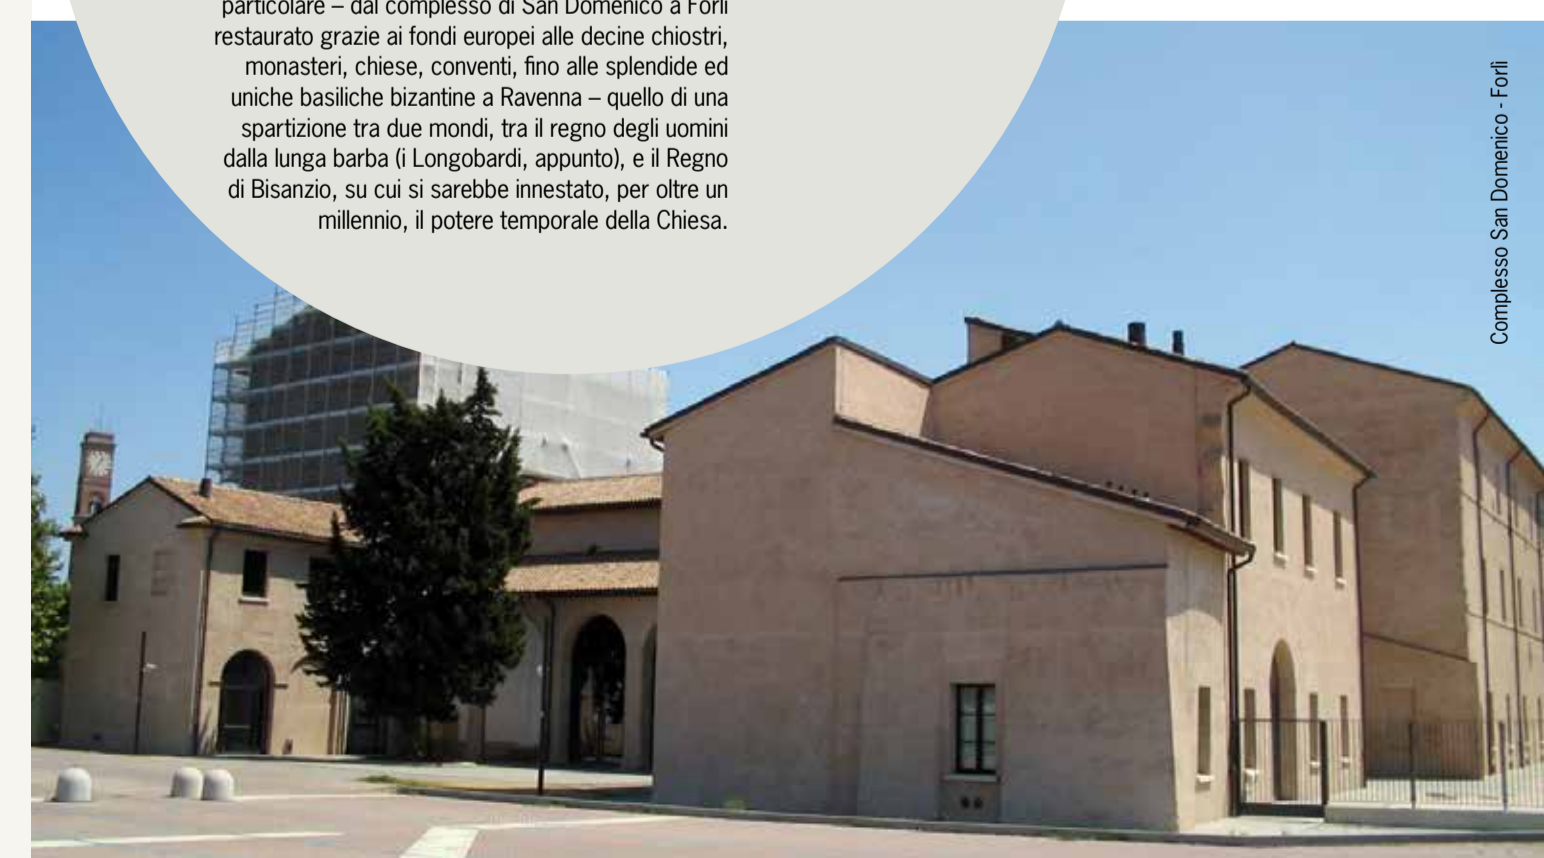 particolare – dal complesso di San Domenico a Forlì
restaurato grazie ai fondi europei alle decine chiostri,
monasteri, chiese, conventi, fino alle splendide ed
uniche basiliche bizantine a Ravenna – quello di una
spartizione tra due mondi, tra il regno degli uomini
dalla lunga barba (i Longobardi, appunto), e il Regno
di Bisanzio, su cui si sarebbe innestato, per oltre un
millennio, il potere temporale della Chiesa.
Complesso San Domenico - Forlì